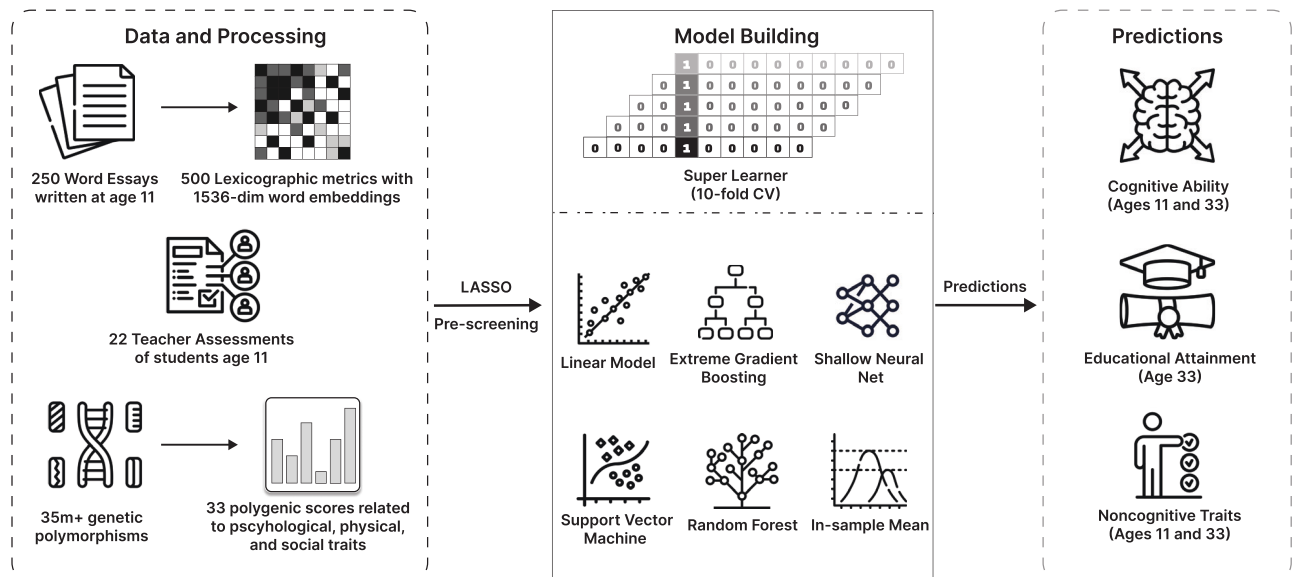 Data and Processing
250 Word Essays
written at age 11
500 Lexicographic metrics with
1536-dim word embeddings
22 Teacher Assessments
of students age 11
35m+ genetic
polymorphisms
33 polygenic scores related
to pscyhological, physical,
and social traits
LASSO
Pre-screening
Model Building
1 0 0 0 0 0 0 0 0 0
0 1 0 0 0 0 0 0 0 0
0 0 1 0 0 0 0 0 0 0
0 0 0 1 0 0 0 0 0 0
0 0 0 0 1 0 0 0 0 0
Super Learner
(10-fold CV)
Linear Model
Extreme Gradient
Boosting
Shallow Neural
Net
Support Vector
Machine
Random Forest
In-sample Mean
Predictions
Predictions
Cognitive Ability
(Ages 11 and 33)
Educational Attainment
(Age 33)
Noncognitive Traits
(Ages 11 and 33)